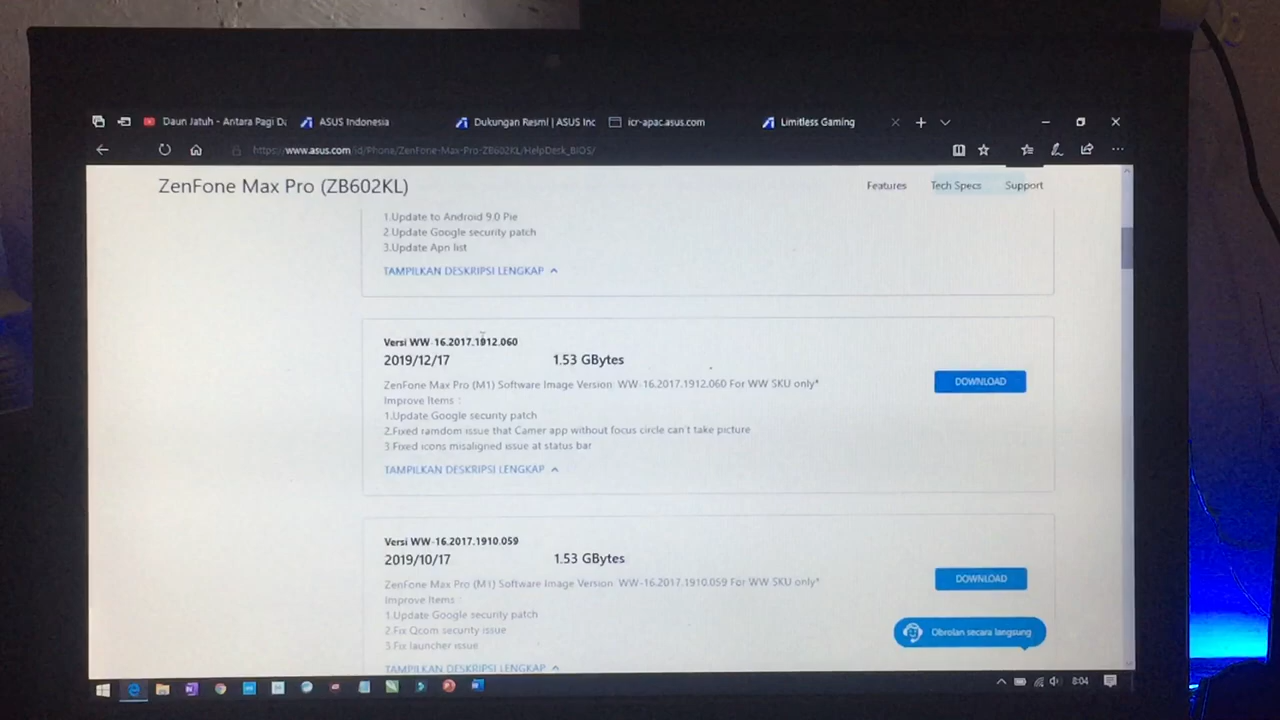 Daun Jatuh - Antara Pagi Da
ASUS Indonesia
Dukungan Resmi | ASUS Inc
icr-apac.asus.com
Limitless Gaming
https://www.asus.com/id/Phone/ZenFone-Max-Pro-ZB602KL/HelpDesk_BIOS/
ZenFone Max Pro (ZB602KL)
Features
Tech Specs
Support
1.Update to Android 9.0 Pie
2.Update Google security patch
3.Update Apn list
TAMPILKAN DESKRIPSI LENGKAP
Versi WW-16.2017.1912.060
2019/12/17
1.53 GBytes
DOWNLOAD
ZenFone Max Pro (M1) Software Image Version: WW-16.2017.1912.060 For WW SKU only*
Improve Items :
1.Update Google security patch
2.Fixed ramdom issue that Camer app without focus circle can't take picture
3.Fixed icons misaligned issue at status bar
TAMPILKAN DESKRIPSI LENGKAP
Versi WW-16.2017.1910.059
2019/10/17
1.53 GBytes
DOWNLOAD
ZenFone Max Pro (M1) Software Image Version: WW-16.2017.1910.059 For WW SKU only*
Improve Items :
1.Update Google security patch
2.Fix Qcom security issue
3.Fix launcher issue
Obrolan secara langsung
TAMPILKAN DESKRIPSI LENGKAP
8:04